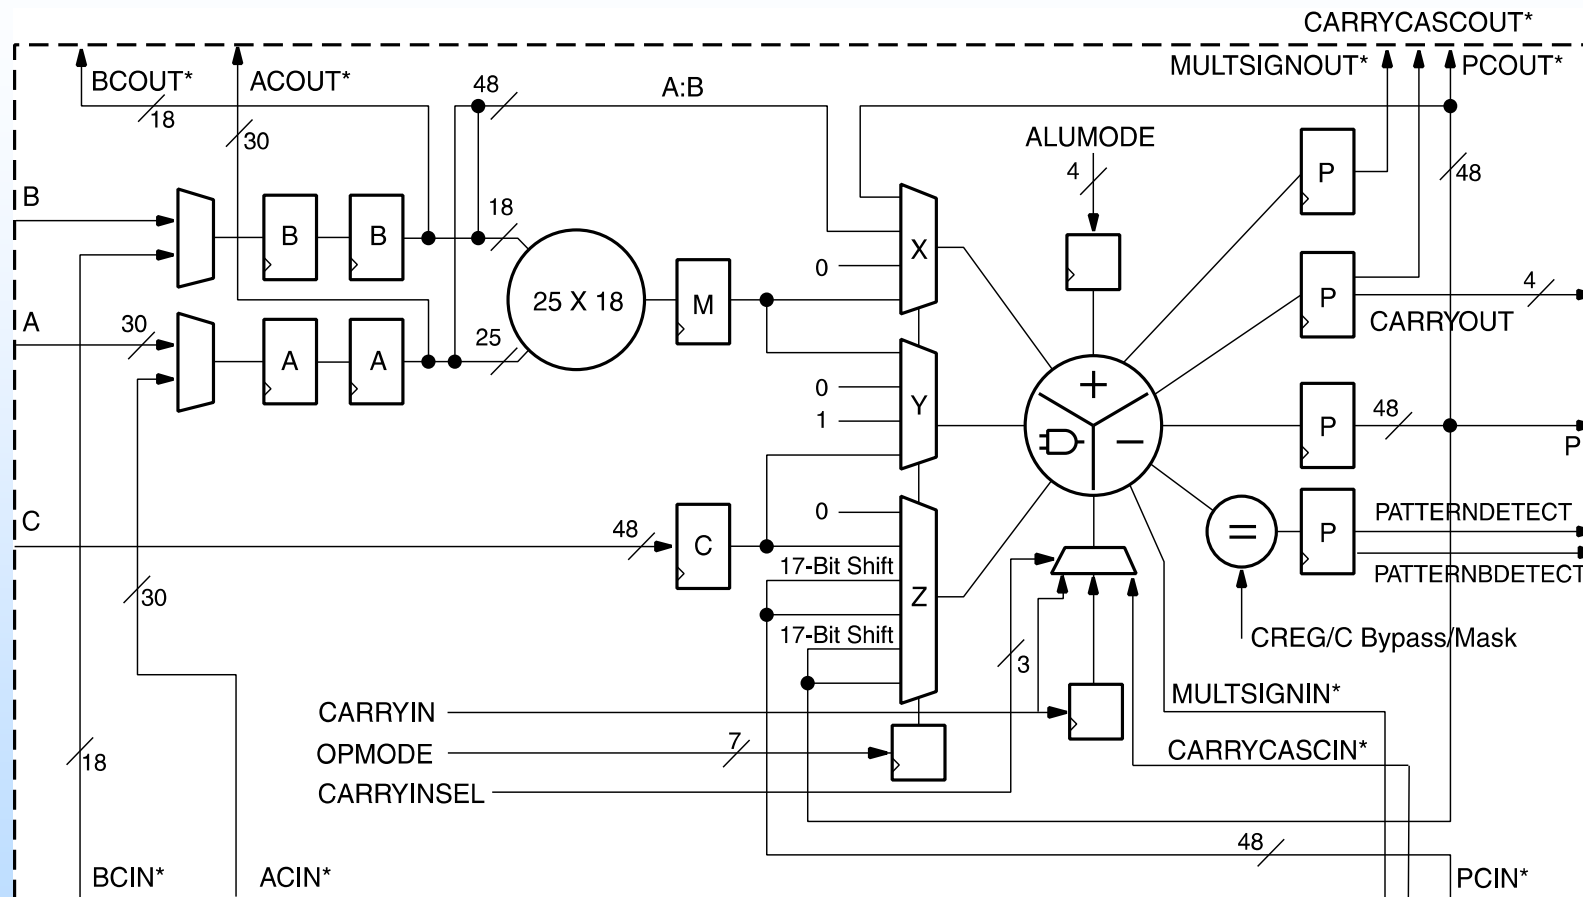 CARRYCASCOUT*
BCOUT*
ACOUT*
48
A:B
MULTSIGNOUT*
PCOUT*
18
30
ALUMODE
4
P
48
B
B
B
18
X
0
25 X 18
M
P
4
CARRYOUT
A
30
A
A
25
0
Y
1
+
−
P
48
P
C
48
C
0
17-Bit Shift
Z
17-Bit Shift
=
P
PATTERNDETECT
PATTERNBDETECT
30
3
CREG/C Bypass/Mask
CARRYIN
MULTSIGNIN*
OPMODE
7
18
CARRYCASCIN*
CARRYINSEL
48
BCIN*
ACIN*
PCIN*